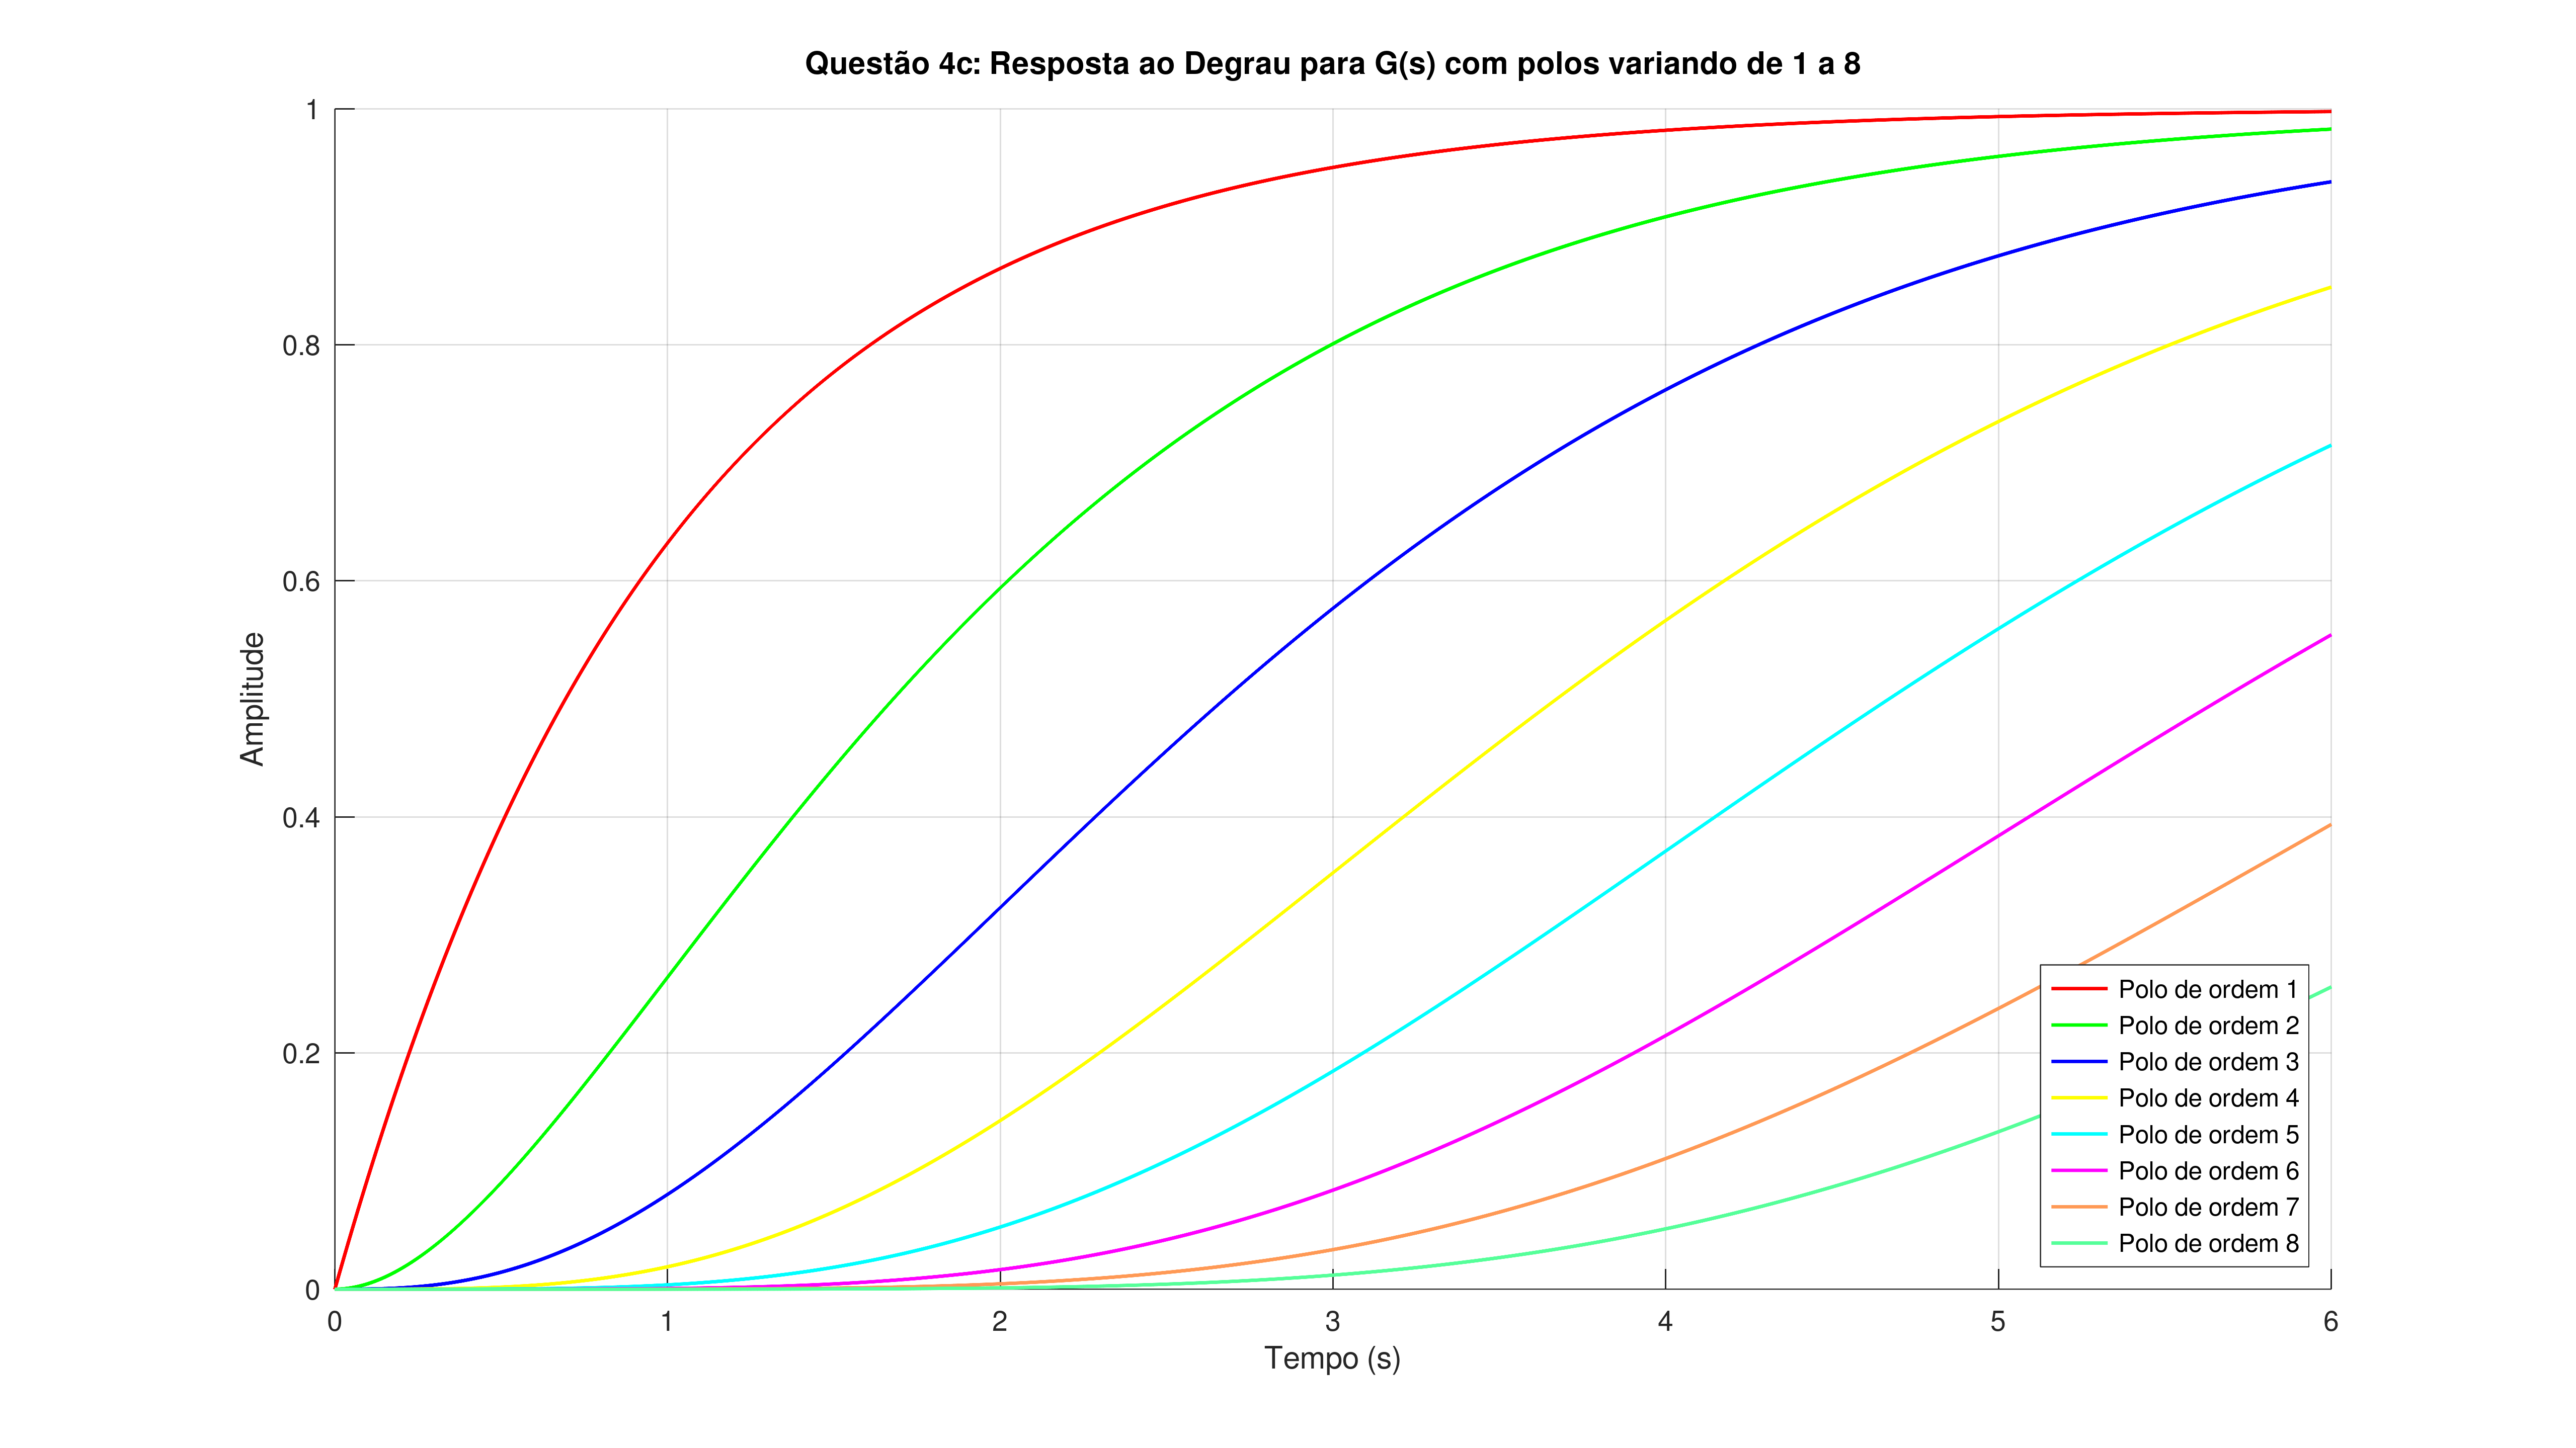 Questão 4c: Resposta ao Degrau para G(s) com polos variando de 1 a 8
1
0.8
0.6
0.4
0.2
0
Amplitude
0 1 2 3 4 5 6
Tempo (s)
Polo de ordem 1
Polo de ordem 2
Polo de ordem 3
Polo de ordem 4
Polo de ordem 5
Polo de ordem 6
Polo de ordem 7
Polo de ordem 8